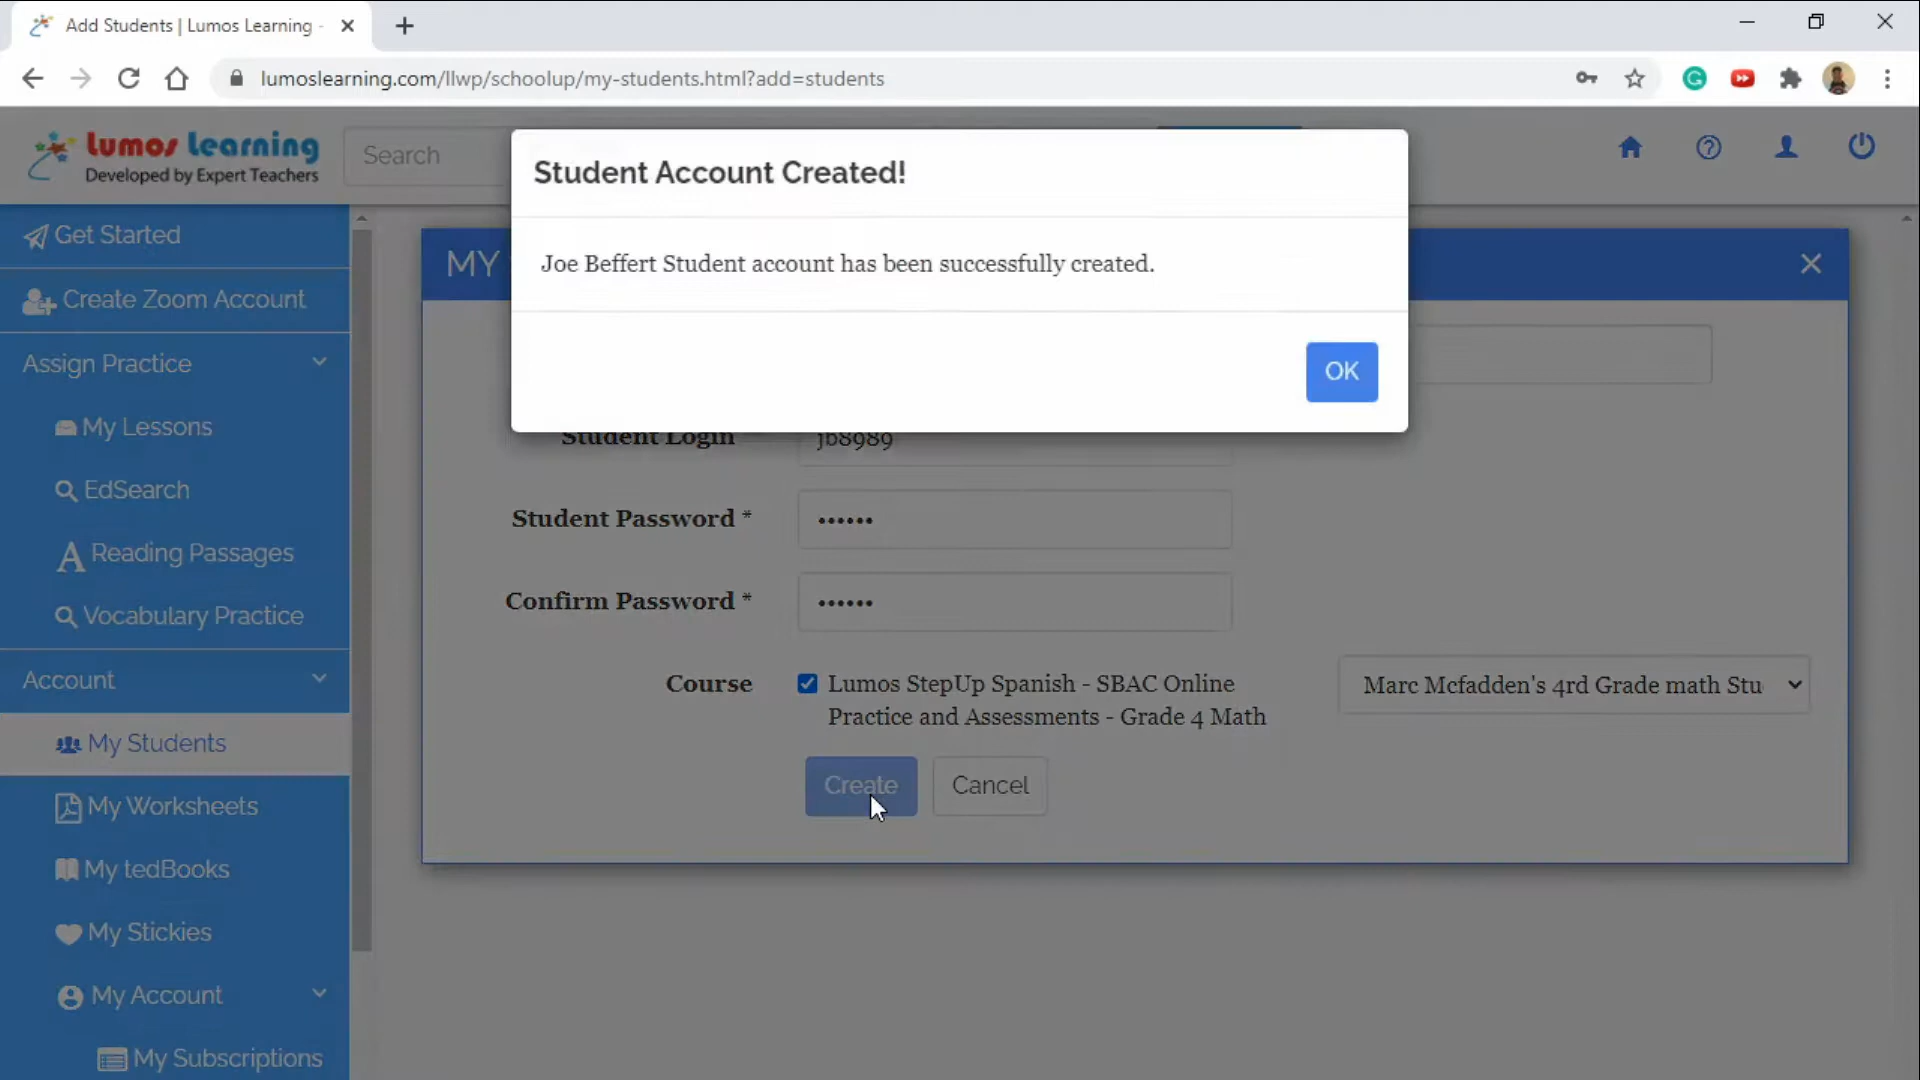 Add Students | Lumos Learning -
lumoslearning.com/llwp/schoolup/my-students.html?add=students
Lumos Learning
Developed by Expert Teachers
Search
Student Account Created!
Joe Beffert Student account has been successfully created.
OK
Get Started
Create Zoom Account
Assign Practice
My Lessons
EdSearch
Reading Passages
Vocabulary Practice
Account
My Students
My Worksheets
My tedBooks
My Stickies
My Account
My Subscriptions
MY
Student Login
jb8989
Student Password * ••••••
Confirm Password * ••••••
Course
Lumos StepUp Spanish - SBAC Online
Practice and Assessments - Grade 4 Math
Marc Mcfadden's 4rd Grade math Stu
Create
Cancel